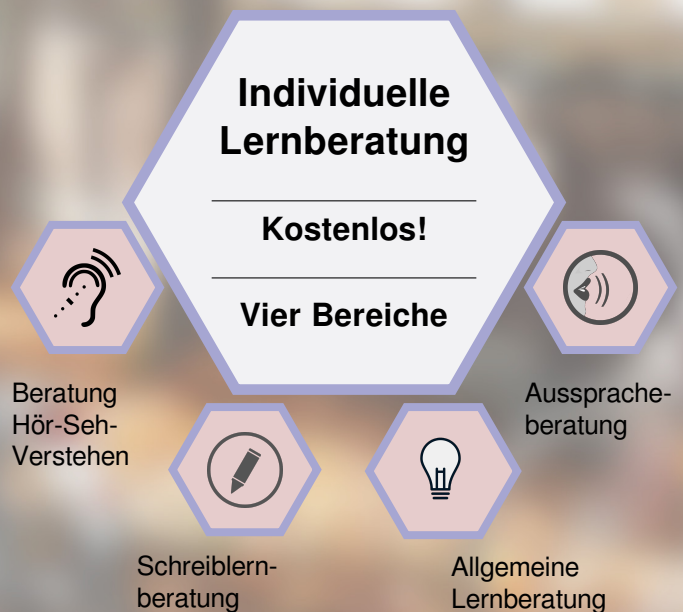 Individuelle
Lernberatung
Kostenlos!
Vier Bereiche
Beratung
Hör-Seh-
Verstehen
Schreiblern-
beratung
Allgemeine
Lernberatung
Aussprache-
beratung